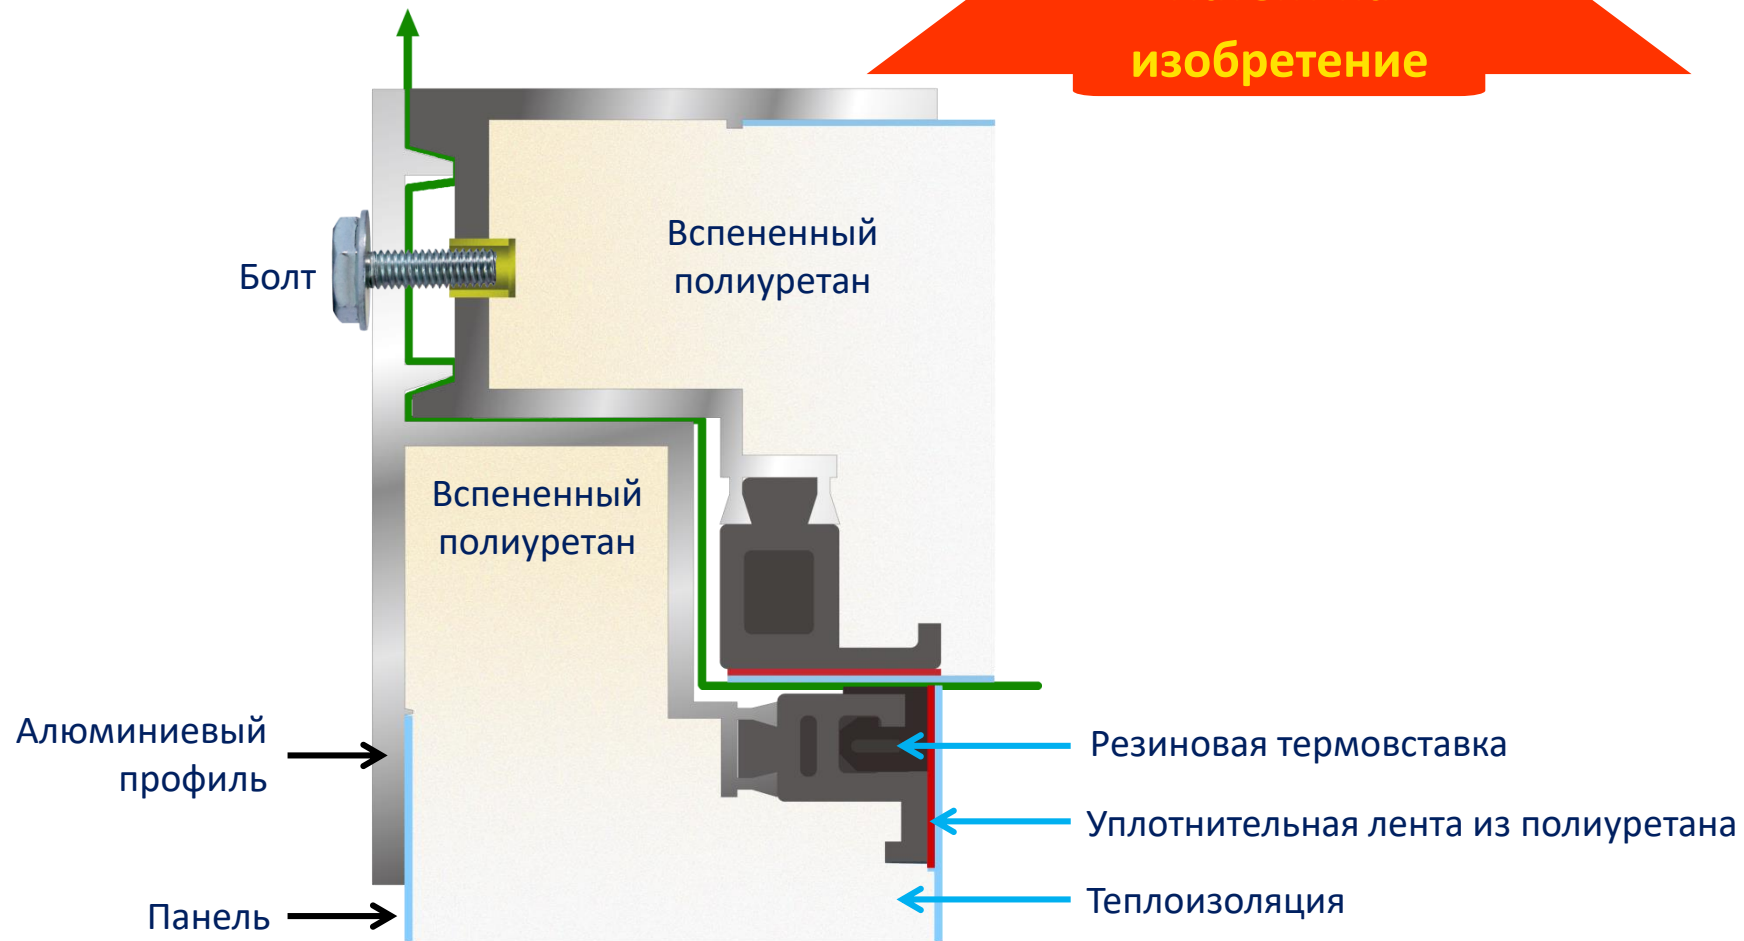 изобретение
Вспененный
полиуретан
Болт
Вспененный
полиуретан
Алюминиевый
профиль
Резиновая термовставка
Уплотнительная лента из полиуретана
Теплоизоляция
Панель